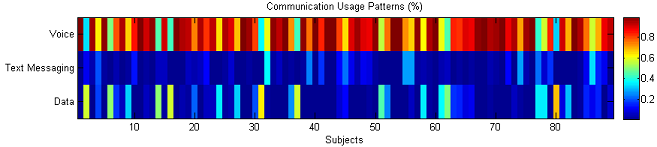 Communication Usage Patterns (%)
Voice
Text Messaging
Data
0.8
0.6
0.4
0.2
10 20 30 40 50 60 70 80
Subjects